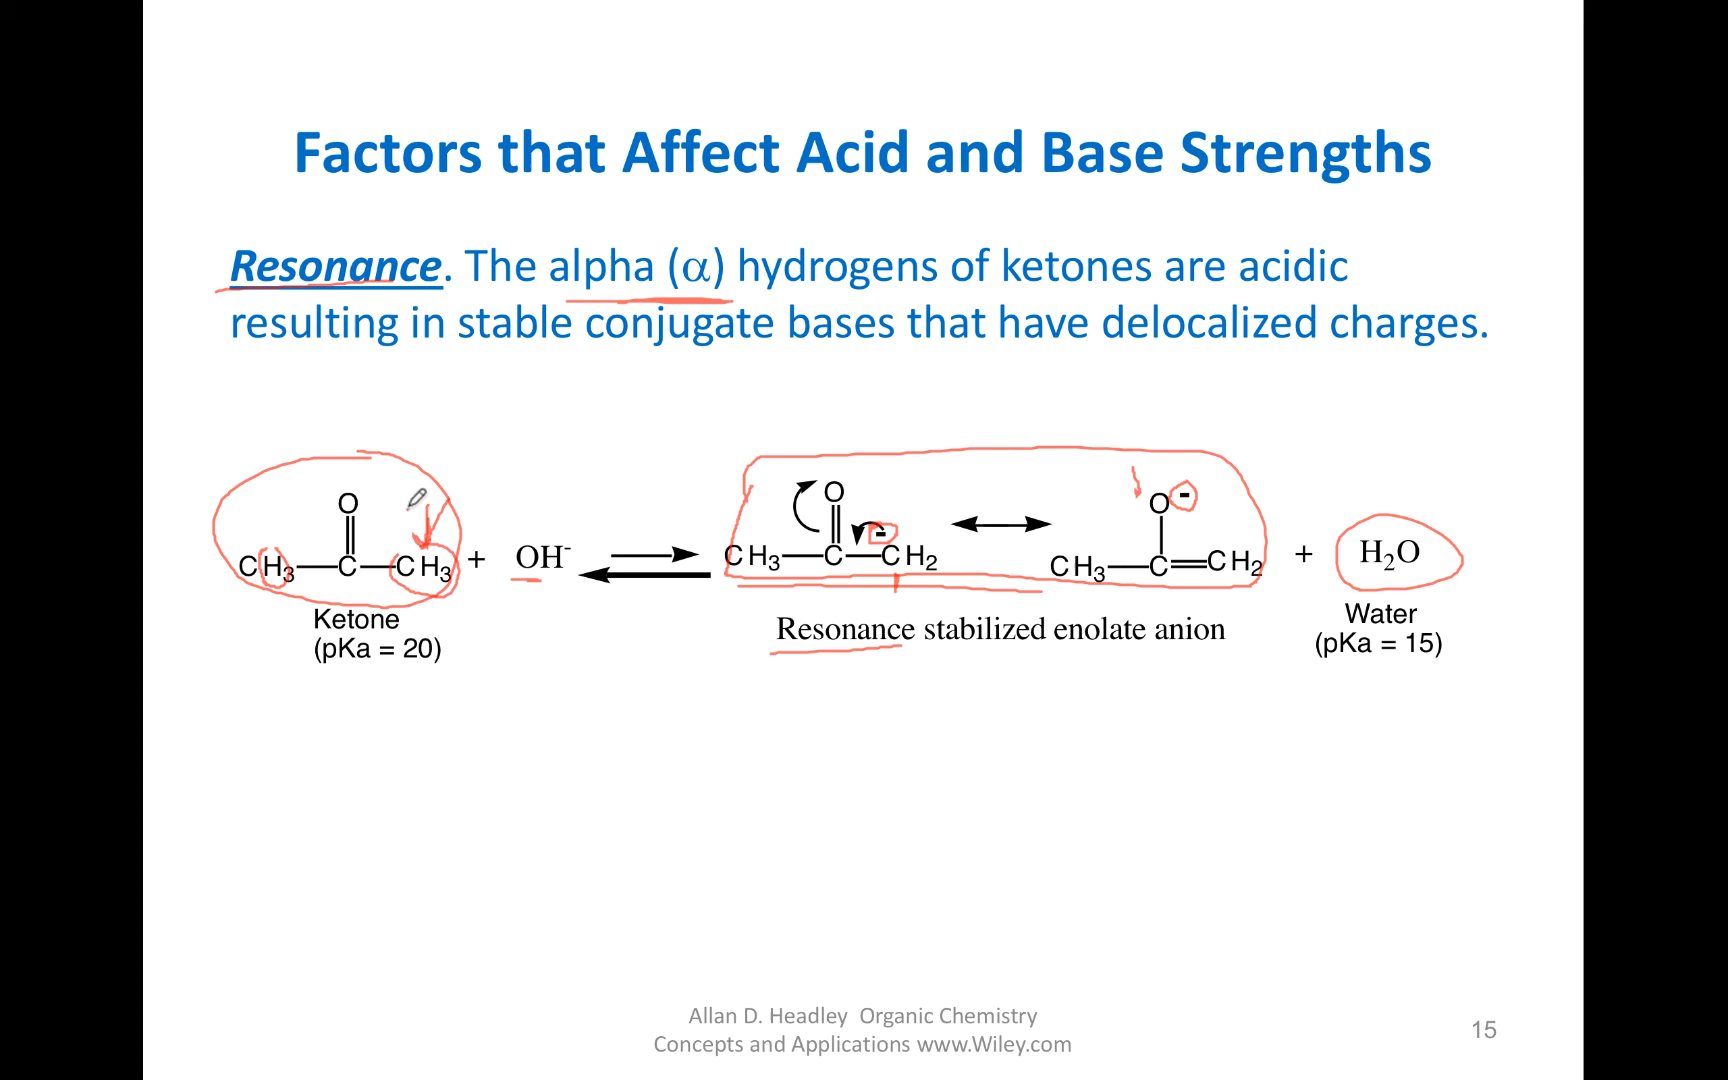 Factors that Affect Acid and Base Strengths
Resonance. The alpha (α) hydrogens of ketones are acidic
resulting in stable conjugate bases that have delocalized charges.
O
CH₃—C—CH₃ + OH⁻
O
CH₃—C—CH₂
-
O -
CH₃—C=CH₂
+ H₂O
Ketone
(pKa = 20)
Resonance stabilized enolate anion
Water
(pKa = 15)
Allan D. Headley Organic Chemistry
Concepts and Applications www.Wiley.com
15